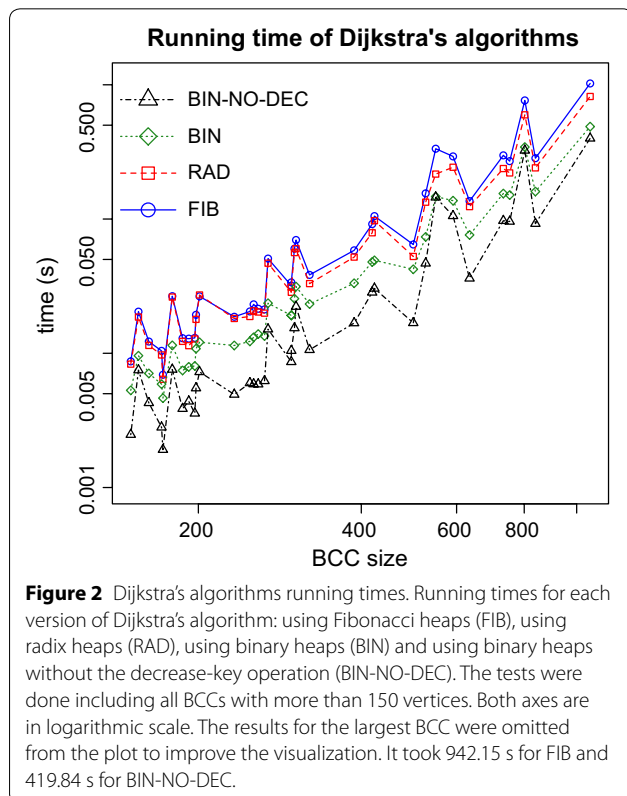 Running time of Dijkstra's algorithms
BIN-NO-DEC
BIN
RAD
FIB
time (s)
0.500
0.050
0.005
0.001
200
400
600
800
BCC size
Figure 2 Dijkstra’s algorithms running times. Running times for each
version of Dijkstra’s algorithm: using Fibonacci heaps (FIB), using
radix heaps (RAD), using binary heaps (BIN) and using binary heaps
without the decrease-key operation (BIN-NO-DEC). The tests were
done including all BCCs with more than 150 vertices. Both axes are
in logarithmic scale. The results for the largest BCC were omitted
from the plot to improve the visualization. It took 942.15 s for FIB and
419.84 s for BIN-NO-DEC.